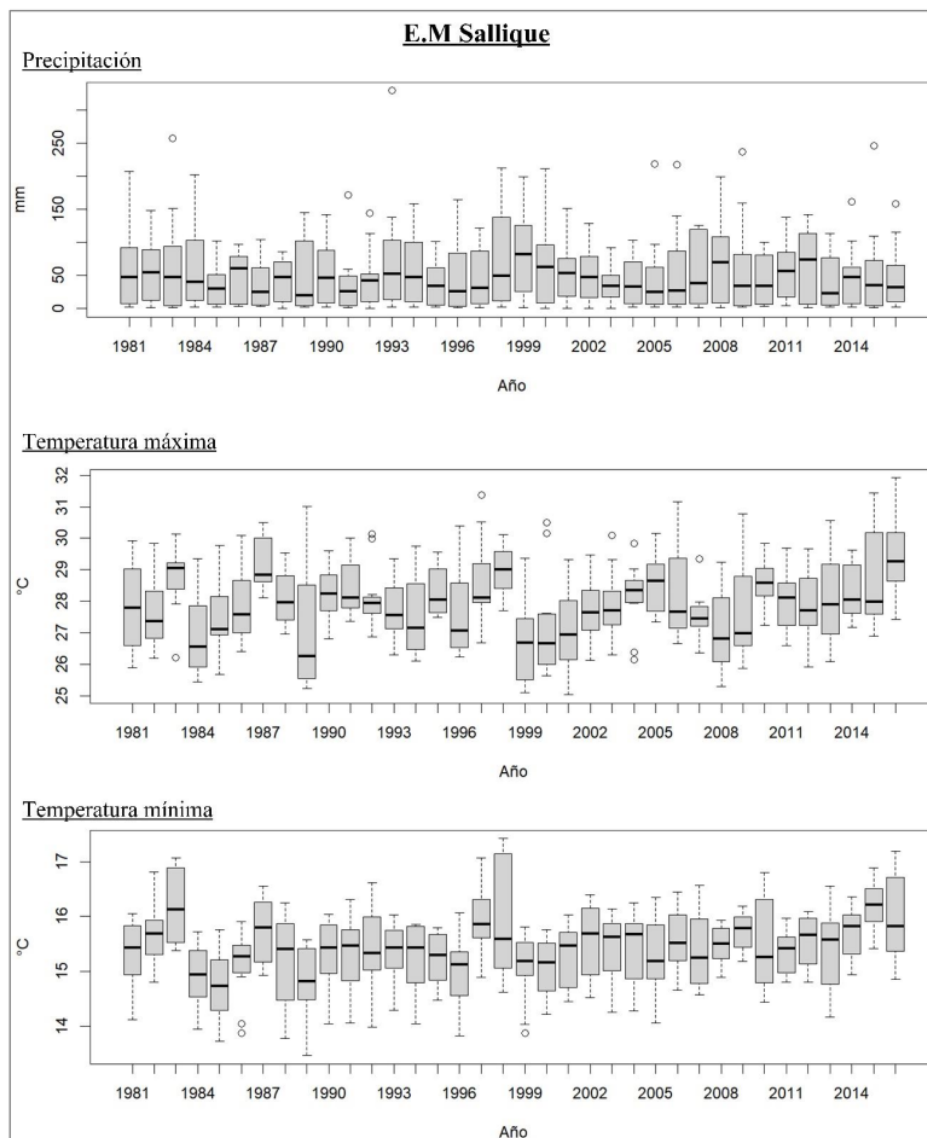 E.M Sallique
Precipitación
mm
250
150
50
0
1981 1984 1987 1990 1993 1996 1999 2002 2005 2008 2011 2014
Año
Temperatura máxima
°C
32
31
30
29
28
27
26
25
1981 1984 1987 1990 1993 1996 1999 2002 2005 2008 2011 2014
Año
Temperatura mínima
°C
17
16
15
14
1981 1984 1987 1990 1993 1996 1999 2002 2005 2008 2011 2014
Año